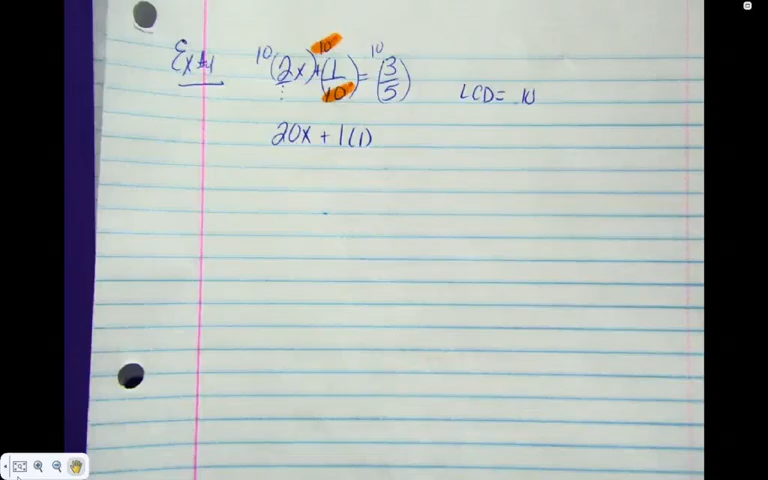 Ex#1 10(2x)+10(1/10)=10(3/5) LCD= 10
20x + 1(1)